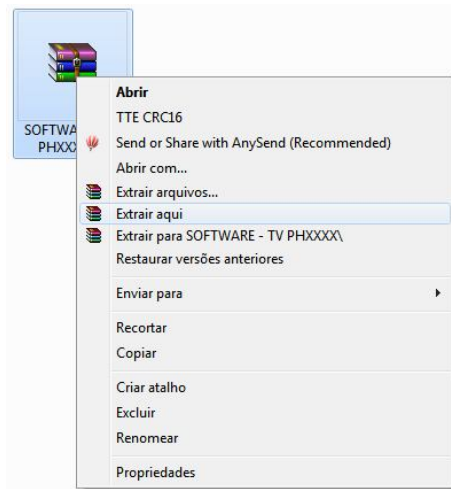 SOFTWA
PHXXX
Abrir
TTE CRC16
Send or Share with AnySend (Recommended)
Abrir com...
Extrair arquivos...
Extrair aqui
Extrair para SOFTWARE - TV PHXXXX\
Restaurar versões anteriores
Enviar para
Recortar
Copiar
Criar atalho
Excluir
Renomear
Propriedades